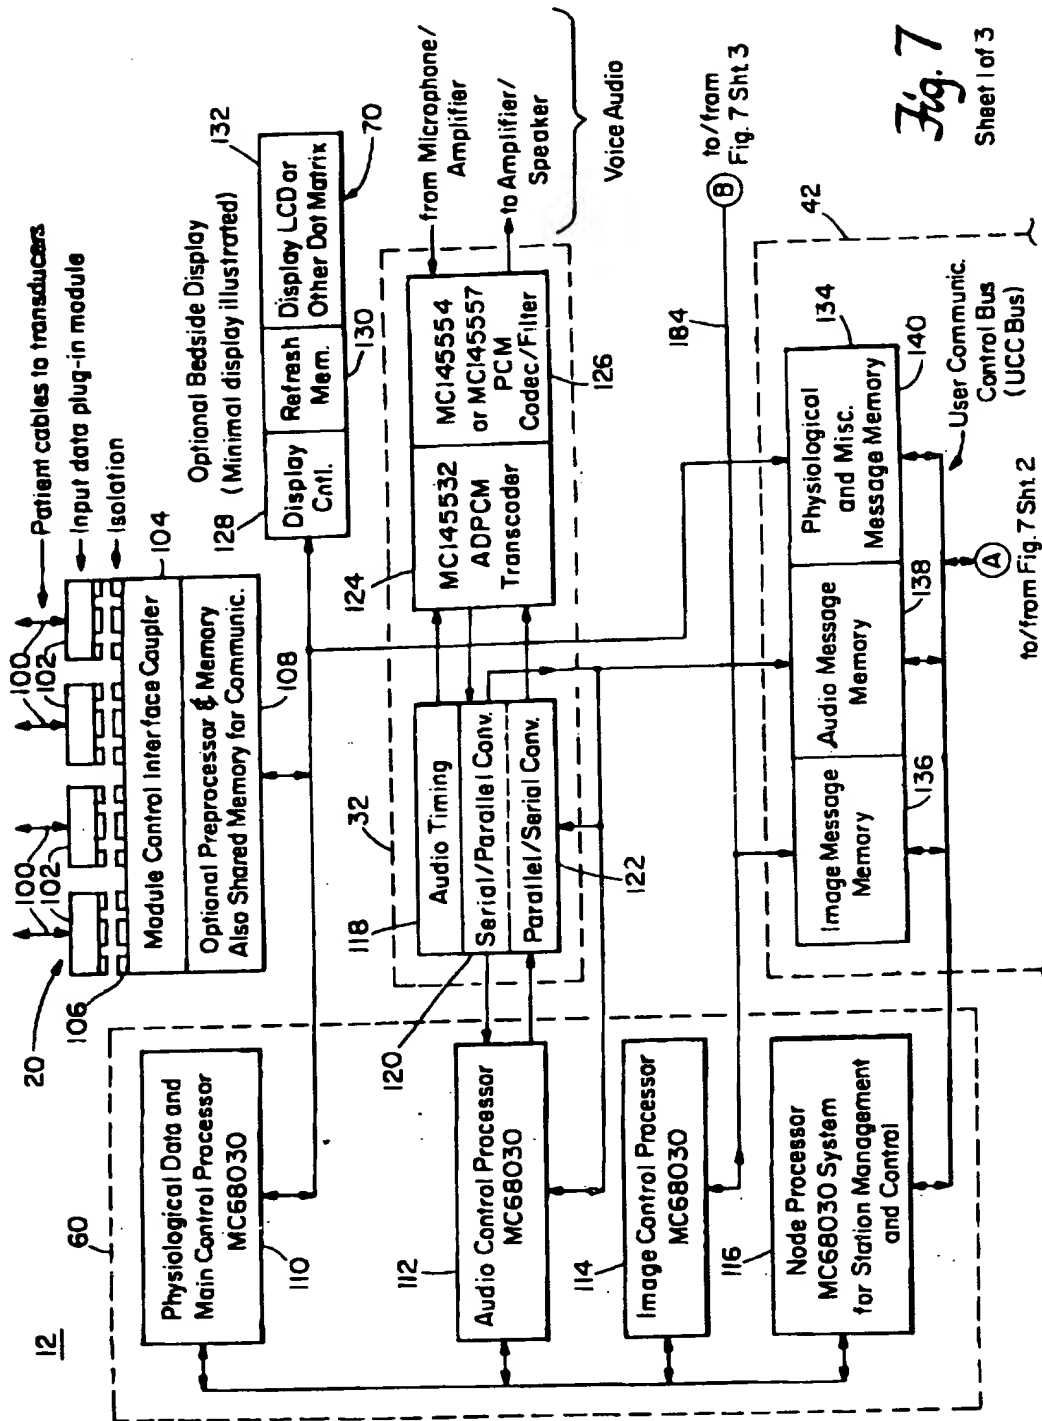 12
60
Physiological Data and
Main Control Processor
MC68030
110
Audio Control Processor
MC68030
112
Image Control Processor
MC68030
114
Node Processor
MC68030 System
for Station Management
and Control
116
20
106
100
102
100
102
100
102
100
102
Patient cables to transducers
Input data plug-in module
Isolation
Module Control Interface Coupler
104
Optional Preprocessor & Memory
Also Shared Memory for Communic.
108
Optional Bedside Display
(Minimal display illustrated)
128
Display
Cntl.
Refresh
Mem.
130
Display LCD or
Other Dot Matrix
132
70
32
118
Audio Timing
Serial/Parallel Conv.
120
Parallel/Serial Conv.
122
124
MC145532
ADPCM
Transcoder
MC145554
or MC145557
PCM
Codec/Filter
126
from Microphone/
Amplifier
to Amplifier/
Speaker
Voice Audio
184
B
to/from
Fig. 7 Sht. 3
42
Image Message
Memory
136
Audio Message
Memory
138
Physiological
and Misc.
Message Memory
134
140
User Communic.
Control Bus
(UCC Bus)
A
to/from Fig. 7 Sht. 2
Fig. 7
Sheet 1 of 3